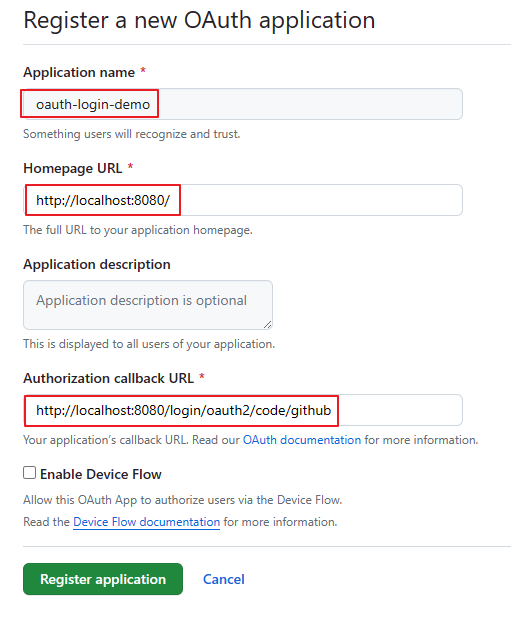 Register a new OAuth application
Application name *
oauth-login-demo
Something users will recognize and trust.
Homepage URL *
http://localhost:8080/
The full URL to your application homepage.
Application description
Application description is optional
This is displayed to all users of your application.
Authorization callback URL *
http://localhost:8080/login/oauth2/code/github
Your application's callback URL. Read our OAuth documentation for more information.
Enable Device Flow
Allow this OAuth App to authorize users via the Device Flow.
Read the Device Flow documentation for more information.
Register application Cancel